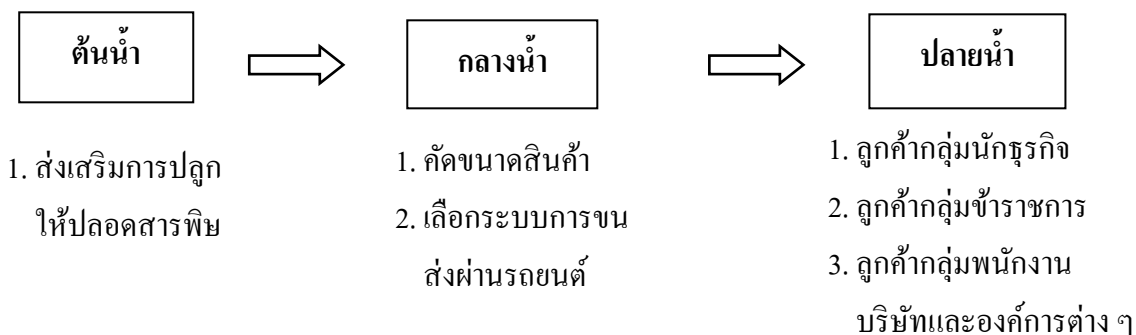 ต้นน้ำ
กลางน้ำ
ปลายน้ำ
1. ส่งเสริมการปลูก
ให้ปลอดสารพิษ
1. คัดขนาดสินค้า
2. เลือกระบบการขน
ส่งผ่านรถยนต์
1. ลูกค้ากลุ่มนักธุรกิจ
2. ลูกค้ากลุ่มข้าราชการ
3. ลูกค้ากลุ่มพนักงาน
บริษัทและองค์การต่าง ๆ